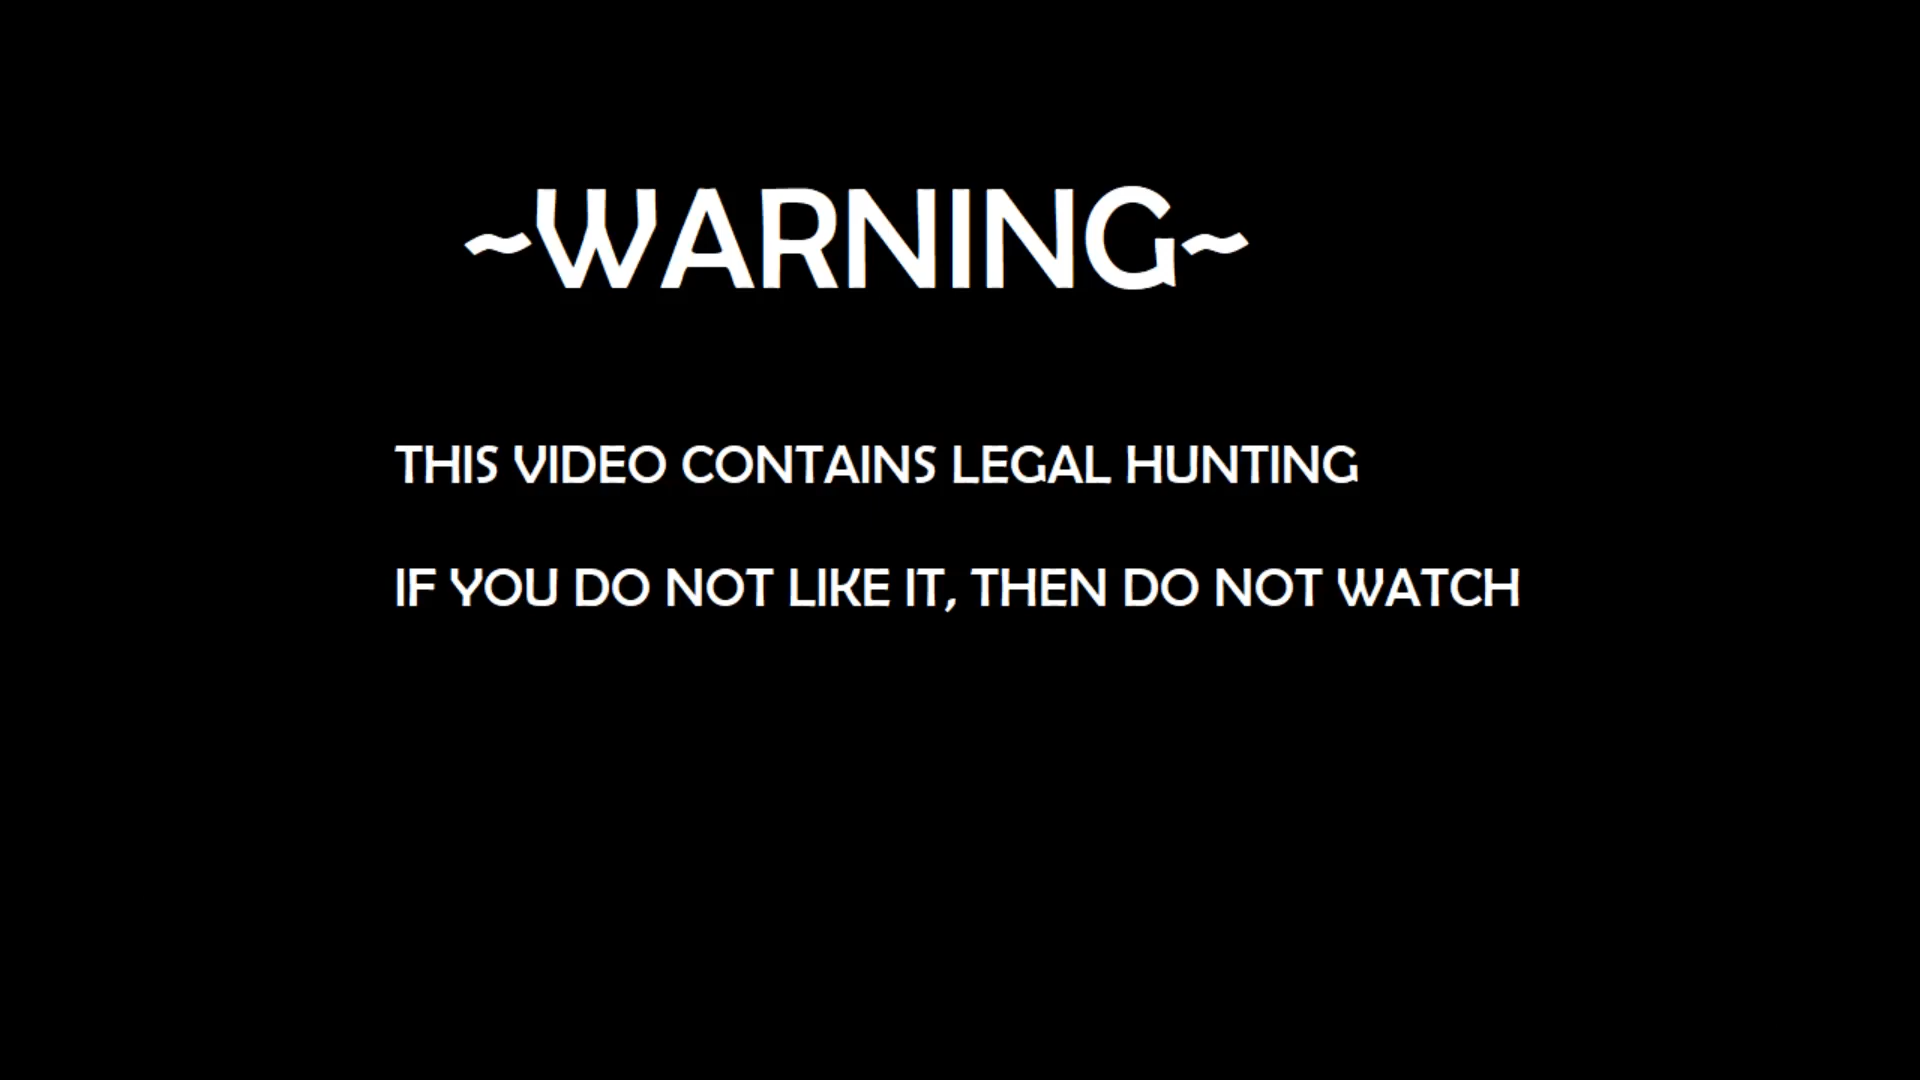 ~WARNING~
THIS VIDEO CONTAINS LEGAL HUNTING
IF YOU DO NOT LIKE IT, THEN DO NOT WATCH